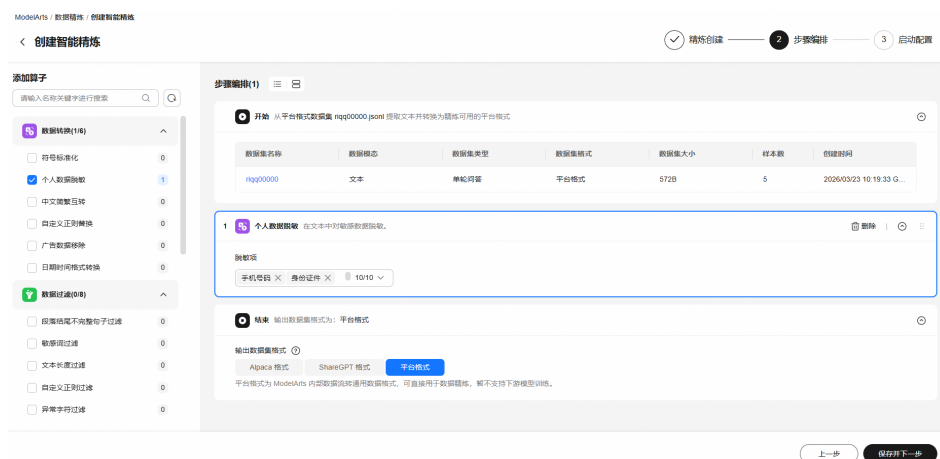 ModelArts / 数据精炼 / 创建智能精炼
创建智能精炼
精炼创建
2 步骤编排
3 启动配置
添加算子
请输入名称关键字进行搜索
数据转换(1/6)
符号标准化 0
个人数据脱敏 1
中文简繁互转 0
自定义正则替换 0
广告数据移除 0
日期时间格式转换 0
数据过滤(0/8)
段落结尾不完整句子过滤 0
敏感词过滤 0
文本长度过滤 0
自定义正则过滤 0
异常字符过滤 0
步骤编排(1)
开始 从平台格式数据集 riqq00000.jsonl 提取文本并转换为精炼可用的平台格式
数据集名称 数据模态 数据集类型 数据集格式 数据集大小 样本数 创建时间
riqq00000 文本 单轮问答 平台格式 572B 5 2026/03/23 10:19:33 G...
1 个人数据脱敏 在文本中对敏感数据脱敏。 删除
脱敏项
手机号码 身份证件 10/10
结束 输出数据集格式为：平台格式
输出数据集格式
Alpaca 格式 ShareGPT 格式 平台格式
平台格式为 ModelArts 内部数据流转通用数据格式，可直接用于数据精炼，暂不支持下游模型训练。
上一步 保存并下一步